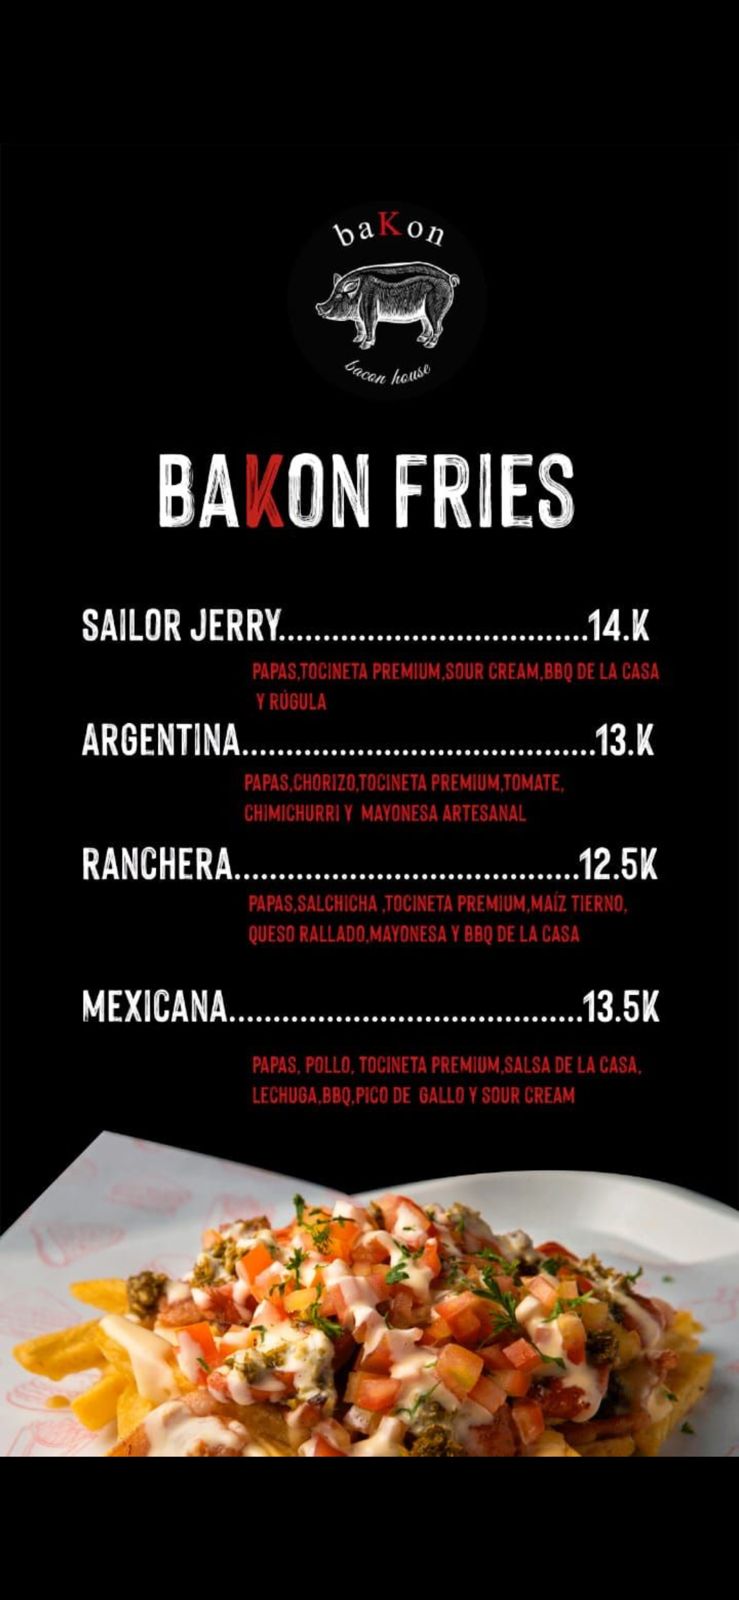 baKon
bacon house
BAKON FRIES
SAILOR JERRY...................................14.K
PAPAS,TOCINETA PREMIUM,SOUR CREAM,BBQ DE LA CASA
Y RÚGULA
ARGENTINA........................................13.K
PAPAS,CHORIZO,TOCINETA PREMIUM,TOMATE,
CHIMICHURRI Y MAYONESA ARTESANAL
RANCHERA.......................................12.5K
PAPAS,SALCHICHA ,TOCINETA PREMIUM,MAÍZ TIERNO,
QUESO RALLADO,MAYONESA Y BBQ DE LA CASA
MEXICANA........................................13.5K
PAPAS, POLLO, TOCINETA PREMIUM,SALSA DE LA CASA,
LECHUGA,BBQ,PICO DE GALLO Y SOUR CREAM